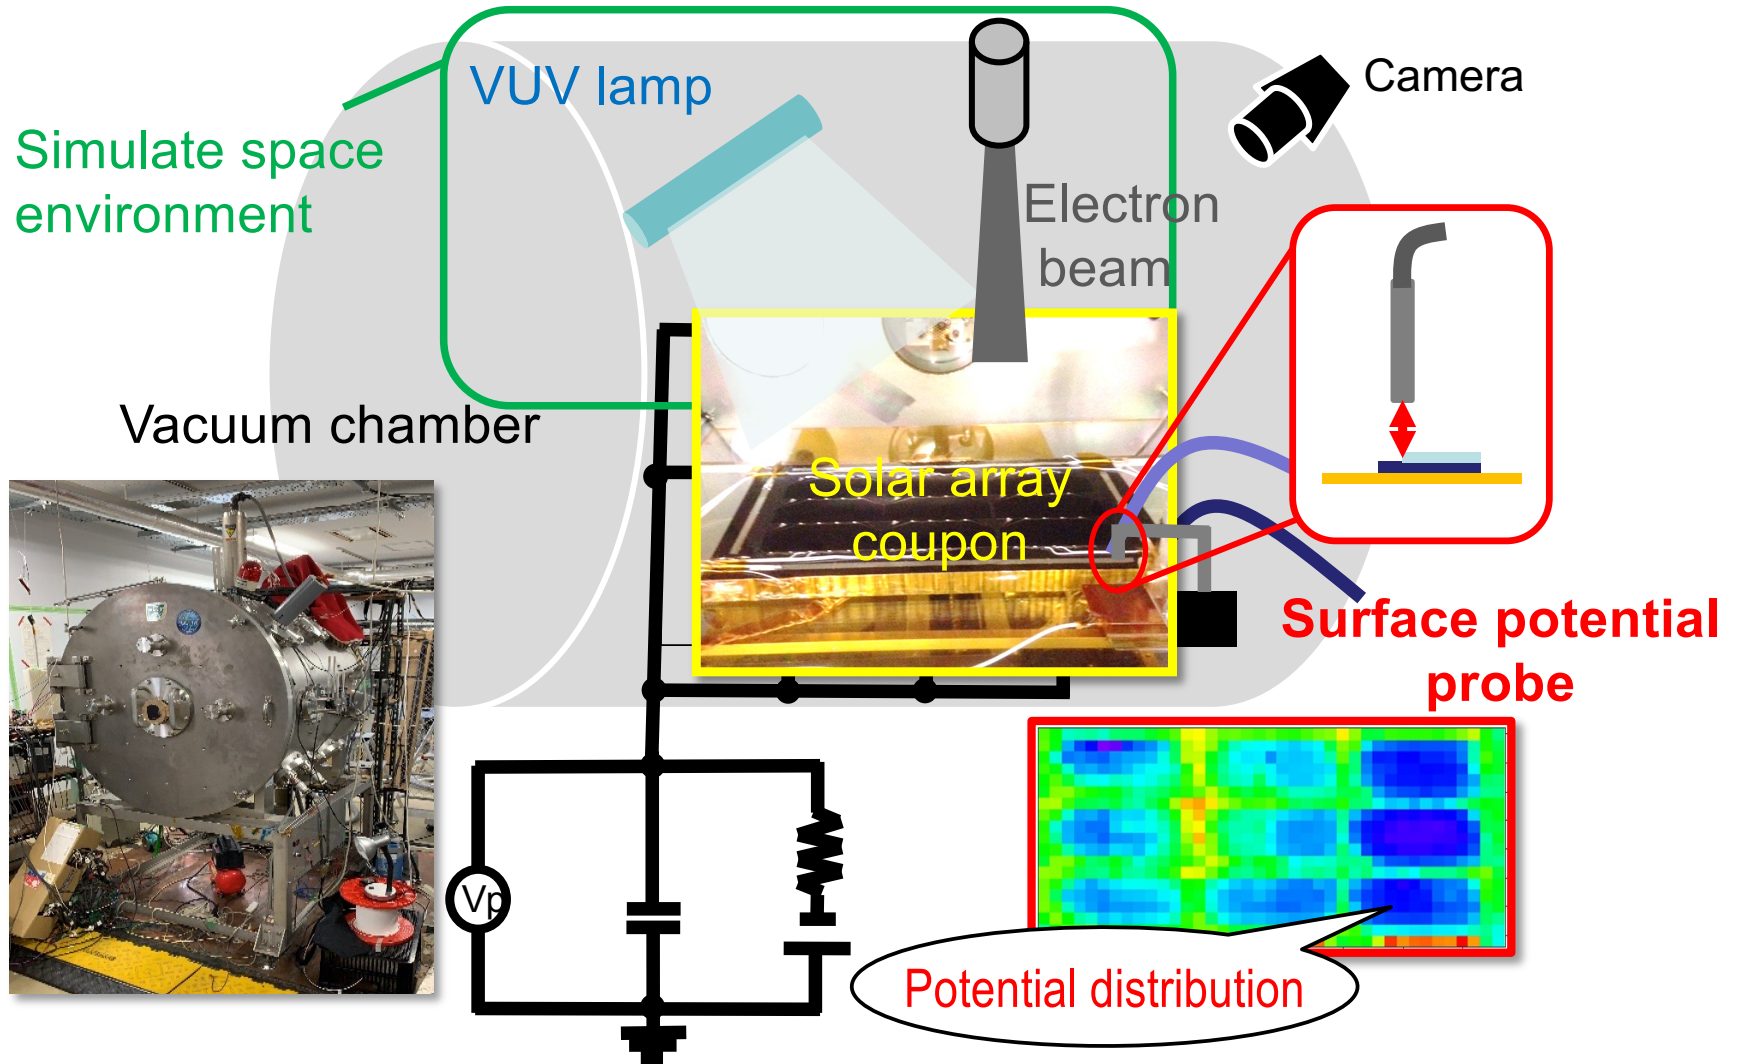 VUV lamp
Camera
Simulate space
environment
Electron
beam
Vacuum chamber
Solar array
coupon
Surface potential
probe
Vp
Potential distribution